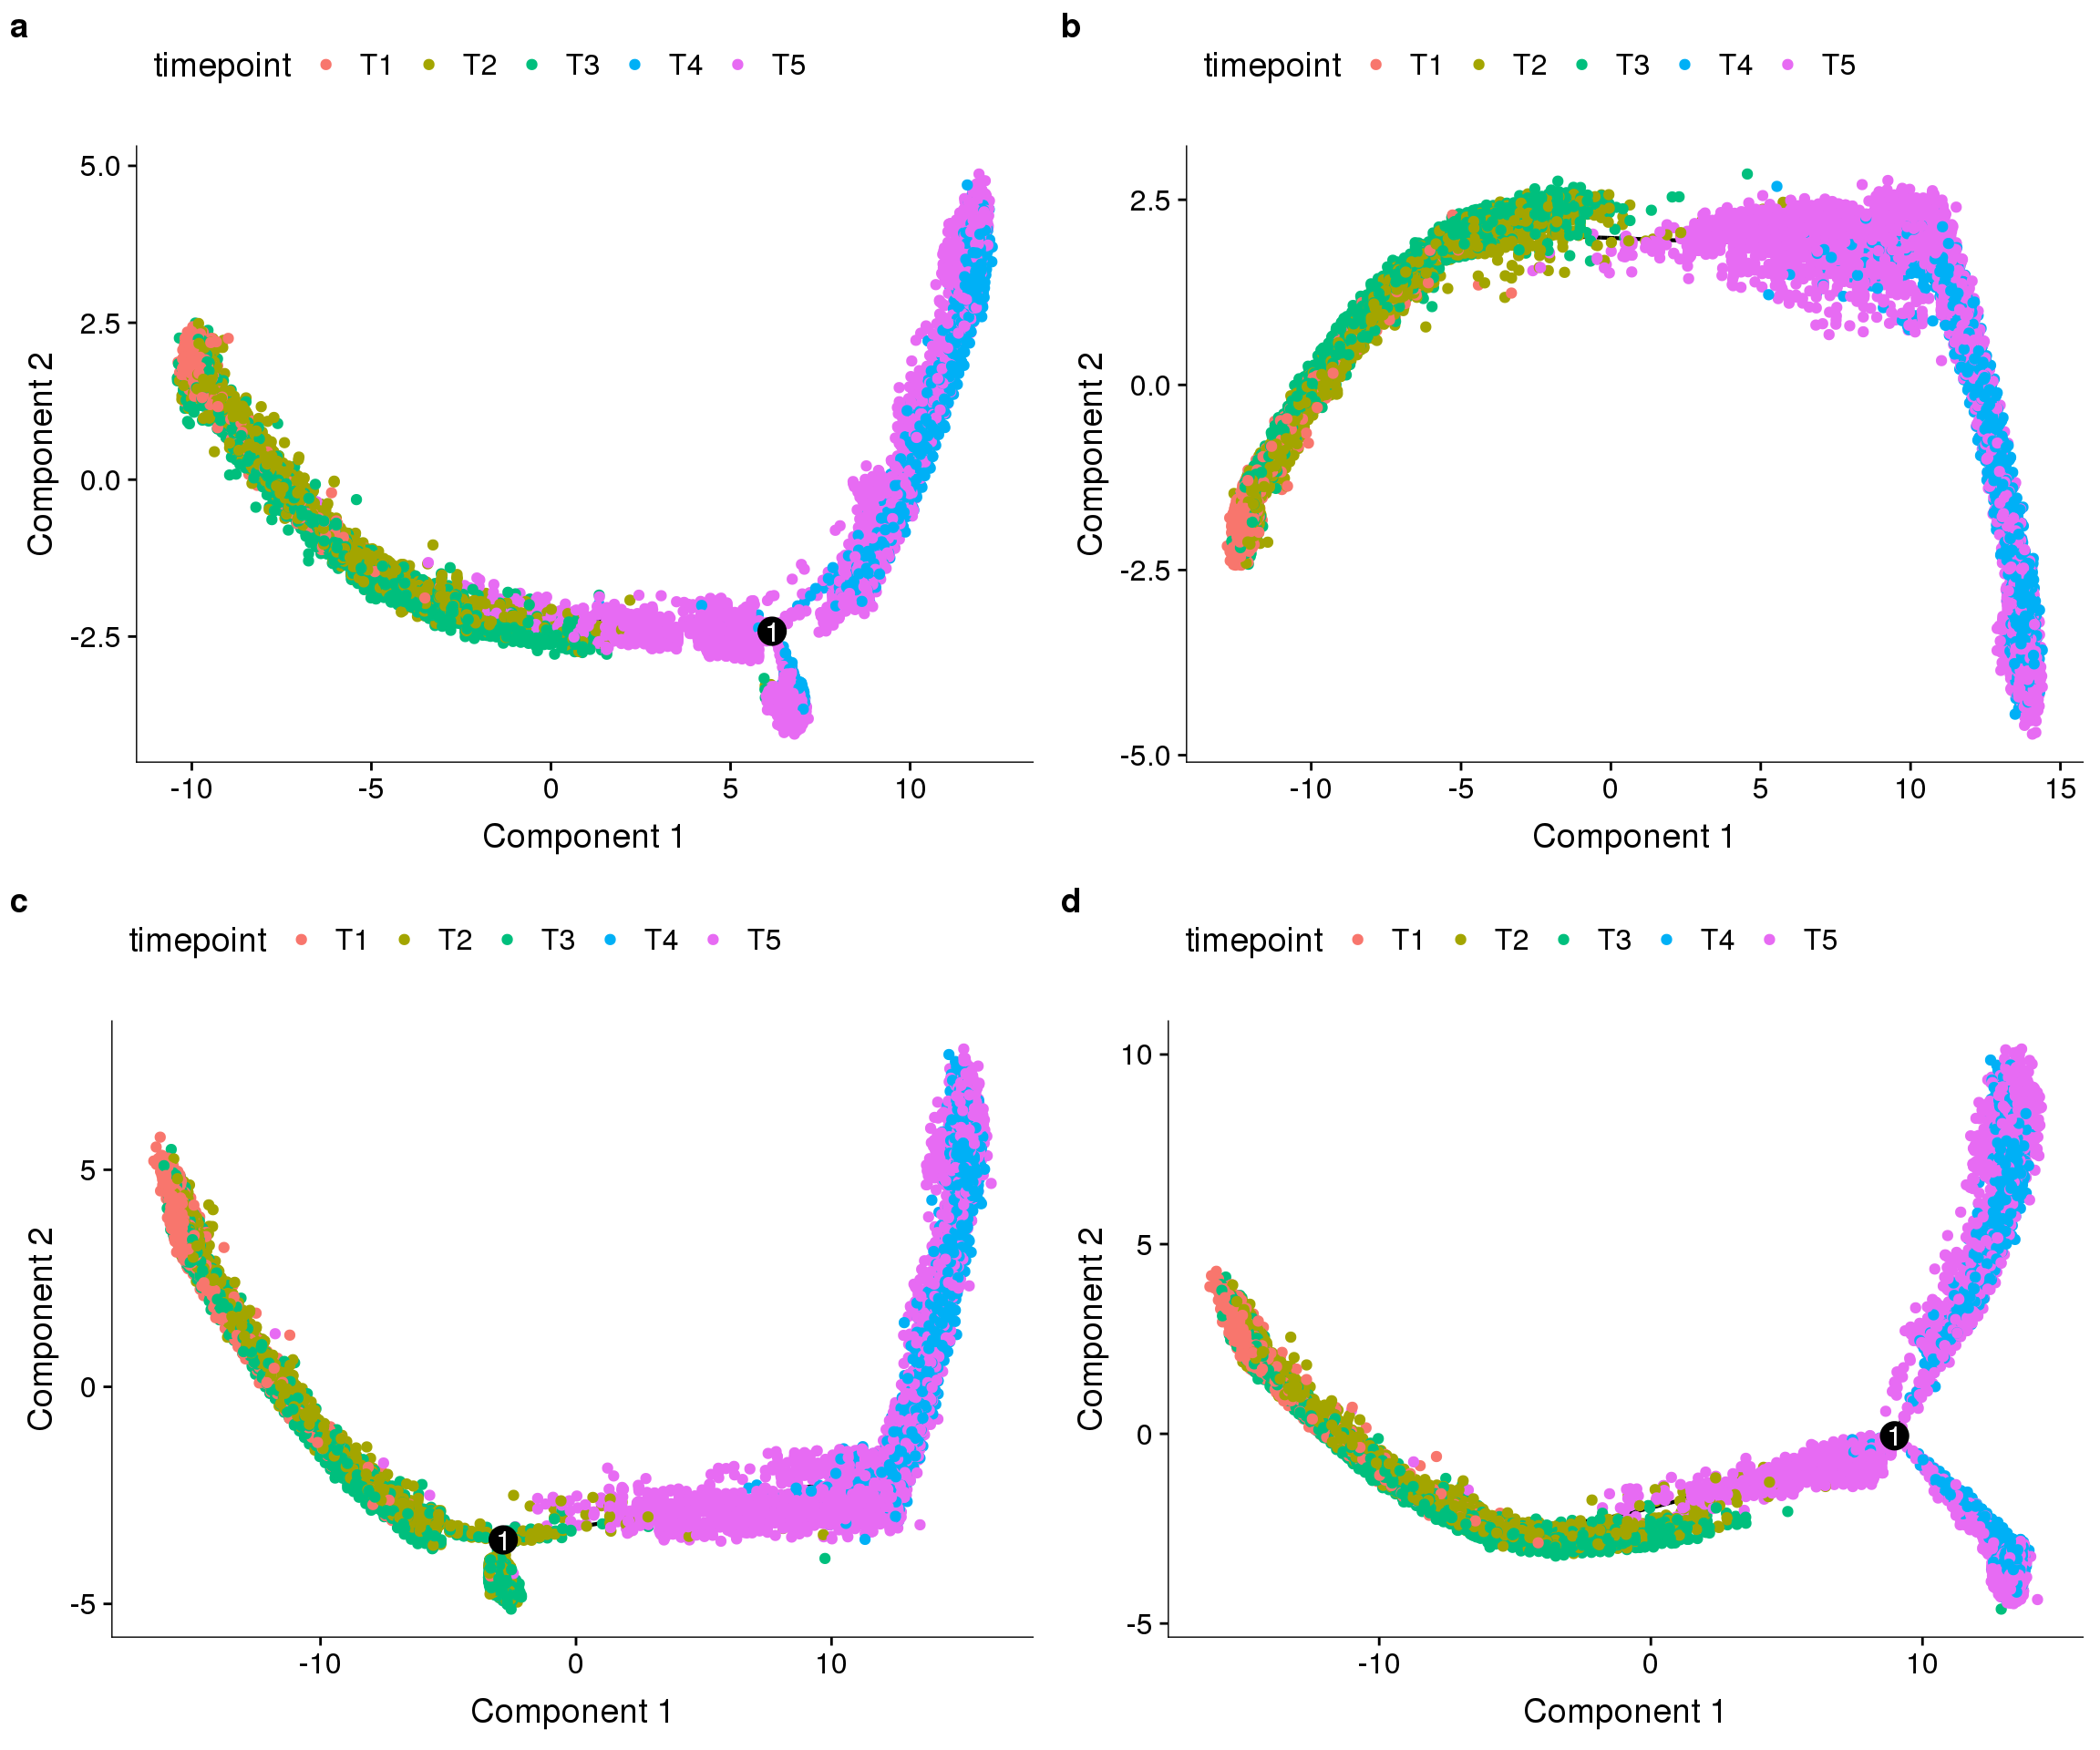 a
timepoint T1 T2 T3 T4 T5
5.0
2.5
0.0
-2.5
Component 2
1
-10 -5 0 5 10
Component 1
b
timepoint T1 T2 T3 T4 T5
2.5
0.0
-2.5
-5.0
Component 2
-10 -5 0 5 10 15
Component 1
c
timepoint T1 T2 T3 T4 T5
5
0
-5
Component 2
1
-10 0 10
Component 1
d
timepoint T1 T2 T3 T4 T5
10
5
0
-5
Component 2
1
-10 0 10
Component 1